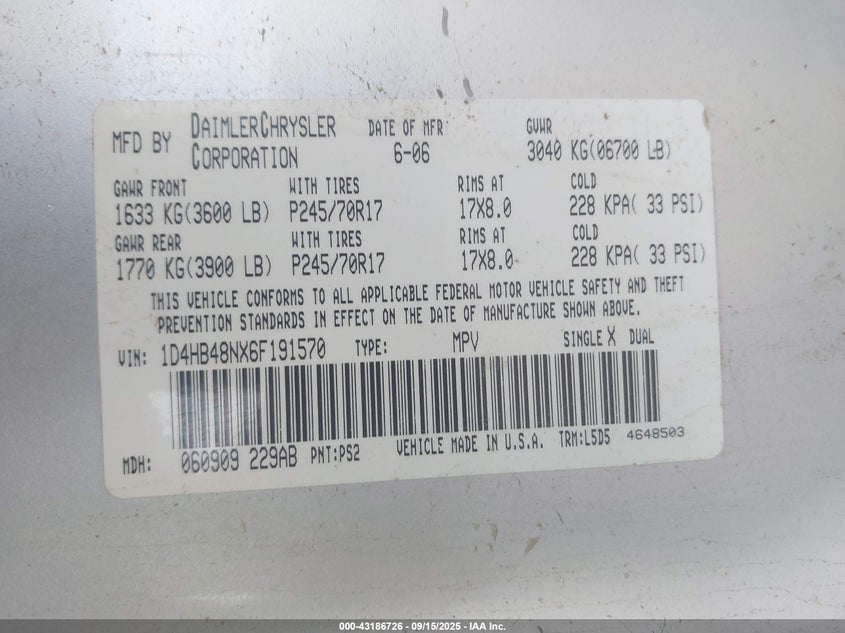 MFD BY DAIMLERCHRYSLER CORPORATION DATE OF MFR 6-06 GVWR 3040 KG(06700 LB)
GAWR FRONT WITH TIRES RIMS AT COLD
1633 KG(3600 LB) P245/70R17 17X8.0 228 KPA( 33 PSI)
GAWR REAR WITH TIRES RIMS AT COLD
1770 KG(3900 LB) P245/70R17 17X8.0 228 KPA( 33 PSI)
THIS VEHICLE CONFORMS TO ALL APPLICABLE FEDERAL MOTOR VEHICLE SAFETY AND THEFT
PREVENTION STANDARDS IN EFFECT ON THE DATE OF MANUFACTURE SHOWN ABOVE.
VIN: 1D4HB48NX6F191570 TYPE: MPV SINGLE X DUAL
MDH: 060909 229AB PNT:PS2 VEHICLE MADE IN U.S.A. TRM:L5D5 4648503
000-43186726 - 09/15/2025 - IAA Inc.